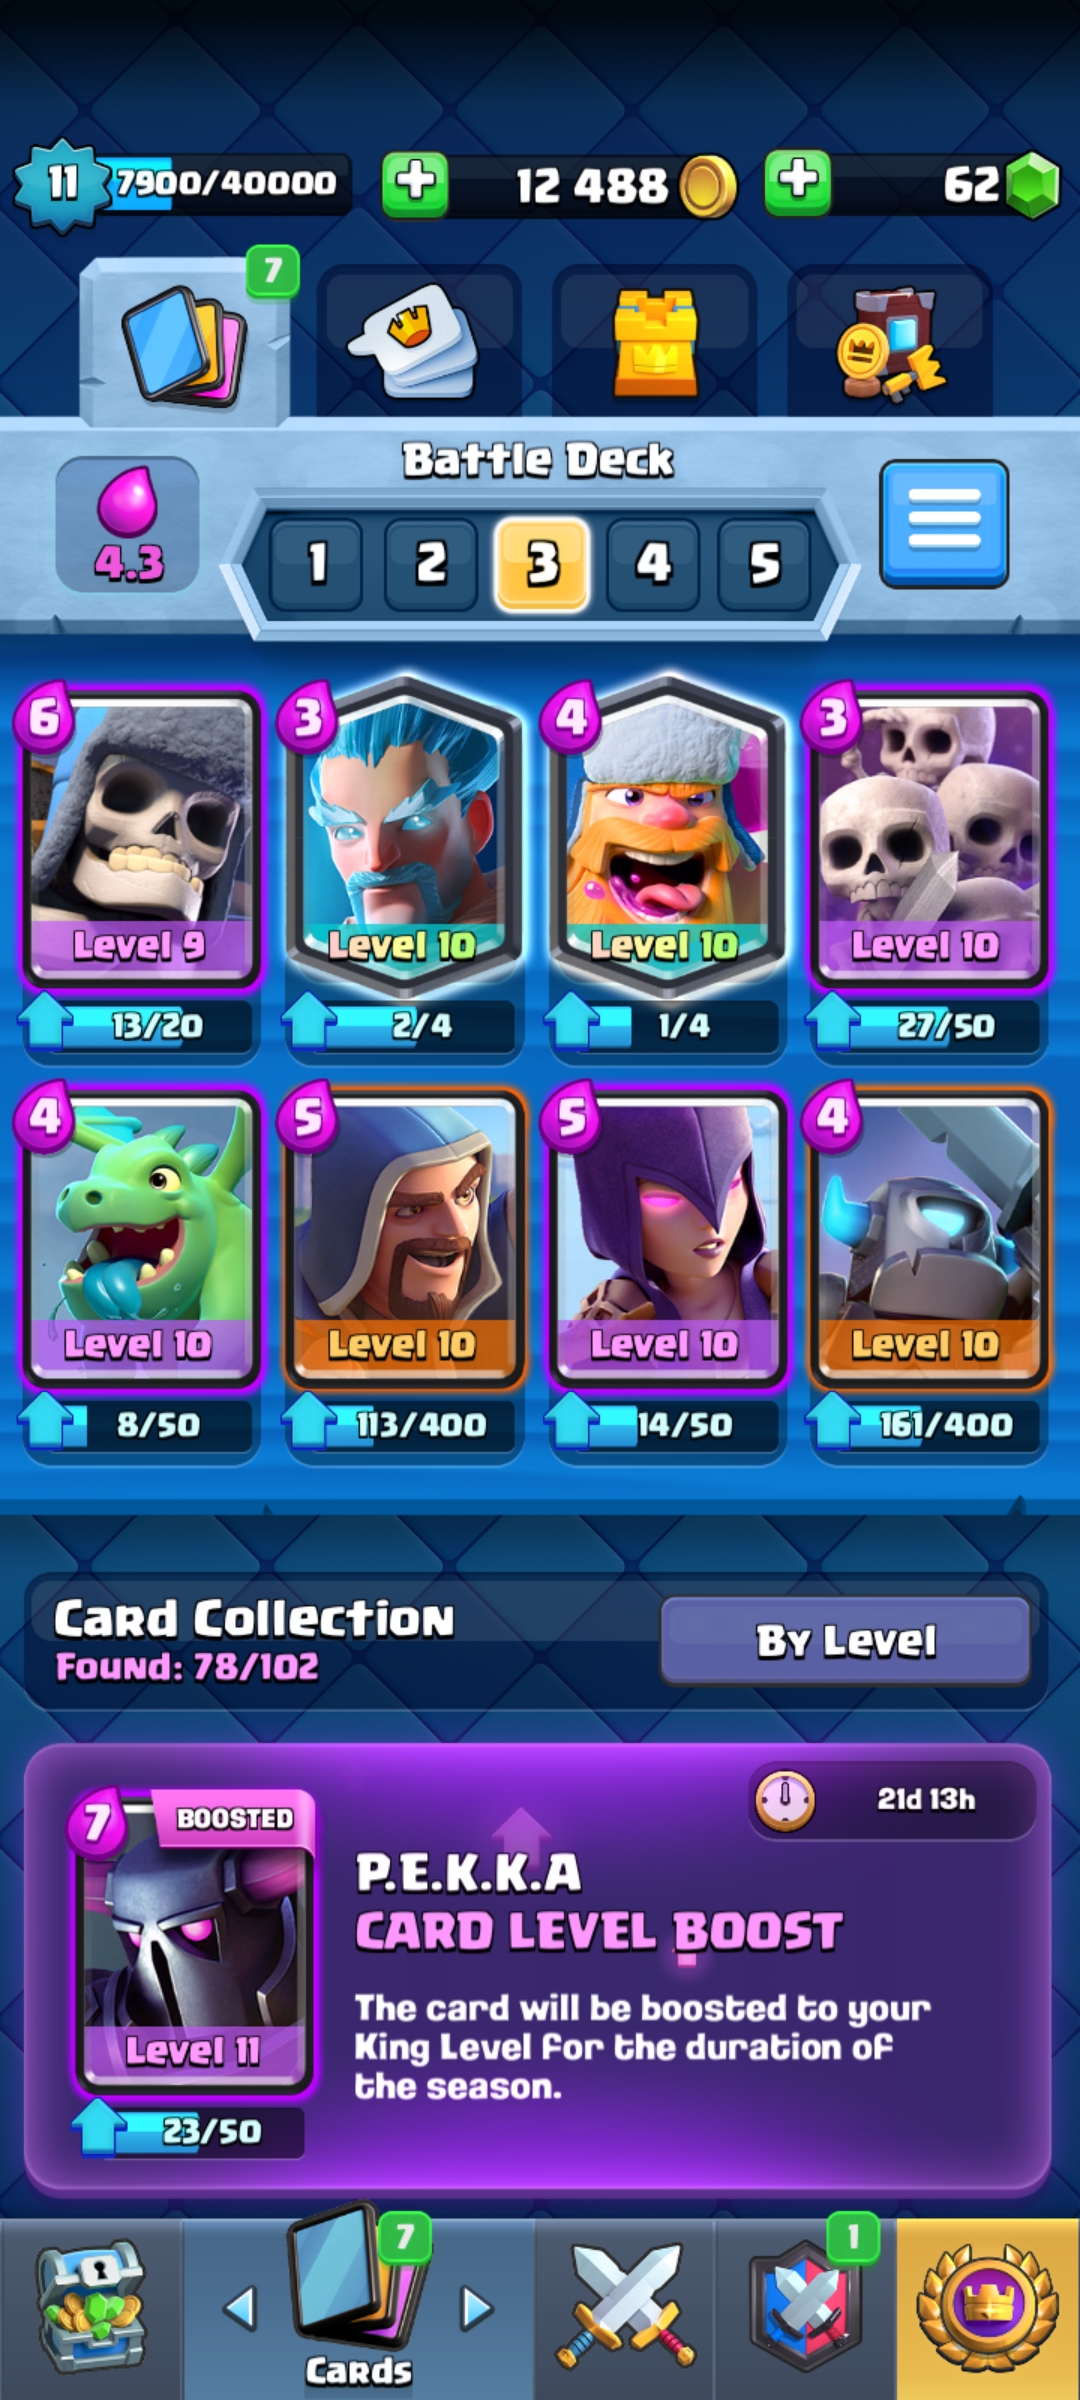 11 7900/40000 12 488 62
7
Battle Deck
4.3 1 2 3 4 5
6 3 4 3
Level 9 Level 10 Level 10 Level 10
13/20 2/4 1/4 27/50
4 5 5 4
Level 10 Level 10 Level 10 Level 10
8/50 113/400 14/50 161/400
Card Collection
Found: 78/102
By Level
7 BOOSTED
21d 13h
P.E.K.K.A
CARD LEVEL BOOST
The card will be boosted to your
King Level for the duration of
the season.
Level 11
23/50
7 1
Cards